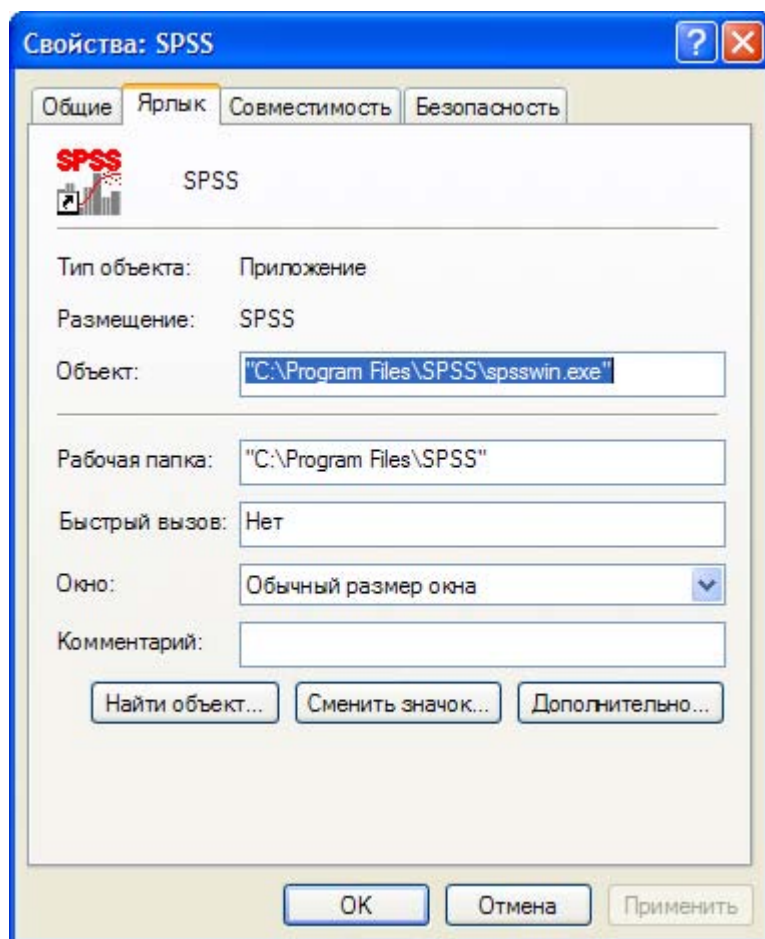 Свойства: SPSS
Общие Ярлык Совместимость Безопасность
SPSS
SPSS
Тип объекта: Приложение
Размещение: SPSS
Объект: "C:\Program Files\SPSS\spsswin.exe"
Рабочая папка: "C:\Program Files\SPSS"
Быстрый вызов: Нет
Окно: Обычный размер окна
Комментарий:
Найти объект... Сменить значок... Дополнительно...
OK Отмена Применить